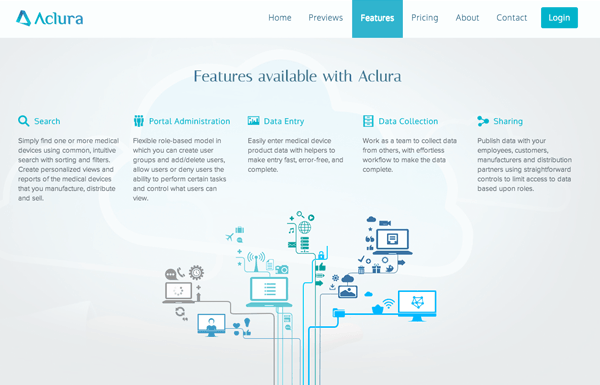 Aclura
Home Previews Features Pricing About Contact Login
Features available with Aclura
Search
Simply find one or more medical
devices using common, intuitive
search with sorting and filters.
Create personalized views and
reports of the medical devices
that you manufacture, distribute
and sell.
Portal Administration
Flexible role-based model in
which you can create user
groups and add/delete users,
allow users or deny users the
ability to perform certain tasks
and control what users can
view.
Data Entry
Easily enter medical device
product data with helpers to
make entry fast, error-free, and
complete.
Data Collection
Work as a team to collect data
from others, with effortless
workflow to make the data
complete.
Sharing
Publish data with your
employees, customers,
manufacturers and distribution
partners using straightforward
controls to limit access to data
based upon roles.